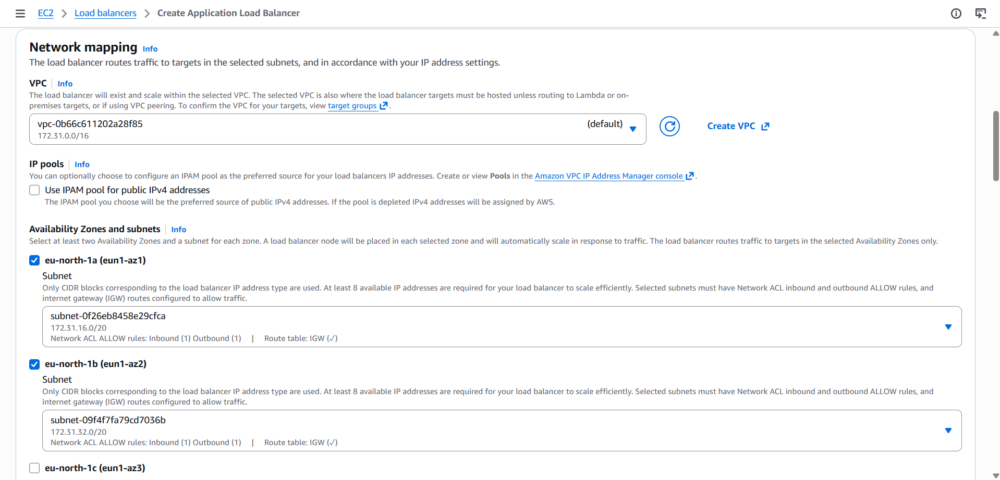 EC2 > Load balancers > Create Application Load Balancer
Network mapping Info
The load balancer routes traffic to targets in the selected subnets, and in accordance with your IP address settings.
VPC Info
The load balancer will exist and scale within the selected VPC. The selected VPC is also where the load balancer targets must be hosted unless routing to Lambda or on-
premises targets, or if using VPC peering. To confirm the VPC for your targets, view target groups .
vpc-0b66c611202a28f85 (default)
172.31.0.0/16
Create VPC
IP pools Info
You can optionally choose to configure an IPAM pool as the preferred source for your load balancers IP addresses. Create or view Pools in the Amazon VPC IP Address Manager console .
Use IPAM pool for public IPv4 addresses
The IPAM pool you choose will be the preferred source of public IPv4 addresses. If the pool is depleted IPv4 addresses will be assigned by AWS.
Availability Zones and subnets Info
Select at least two Availability Zones and a subnet for each zone. A load balancer node will be placed in each selected zone and will automatically scale in response to traffic. The load balancer routes traffic to targets in the selected Availability Zones only.
eu-north-1a (eun1-az1)
Subnet
Only CIDR blocks corresponding to the load balancer IP address type are used. At least 8 available IP addresses are required for your load balancer to scale efficiently. Selected subnets must have Network ACL inbound and outbound ALLOW rules, and
internet gateway (IGW) routes configured to allow traffic.
subnet-0f26eb8458e29cfca
172.31.16.0/20
Network ACL ALLOW rules: Inbound (1) Outbound (1) | Route table: IGW (✓)
eu-north-1b (eun1-az2)
Subnet
Only CIDR blocks corresponding to the load balancer IP address type are used. At least 8 available IP addresses are required for your load balancer to scale efficiently. Selected subnets must have Network ACL inbound and outbound ALLOW rules, and
internet gateway (IGW) routes configured to allow traffic.
subnet-09f4f7fa79cd7036b
172.31.32.0/20
Network ACL ALLOW rules: Inbound (1) Outbound (1) | Route table: IGW (✓)
eu-north-1c (eun1-az3)